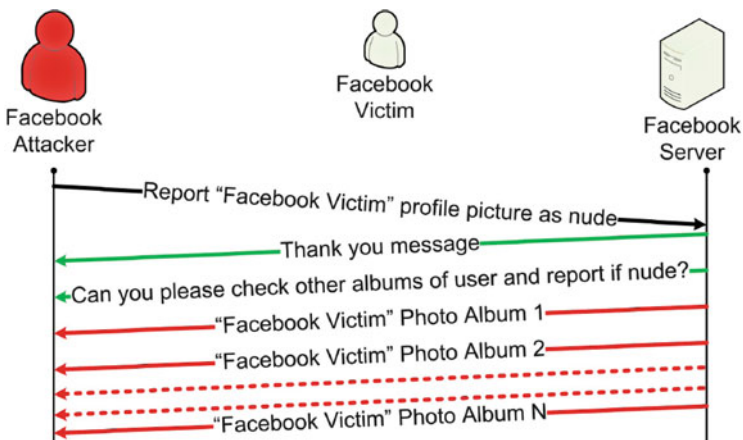 Facebook
Attacker
Facebook
Victim
Facebook
Server
Report “Facebook Victim” profile picture as nude
Thank you message
Can you please check other albums of user and report if nude?
“Facebook Victim” Photo Album 1
“Facebook Victim” Photo Album 2
“Facebook Victim” Photo Album N